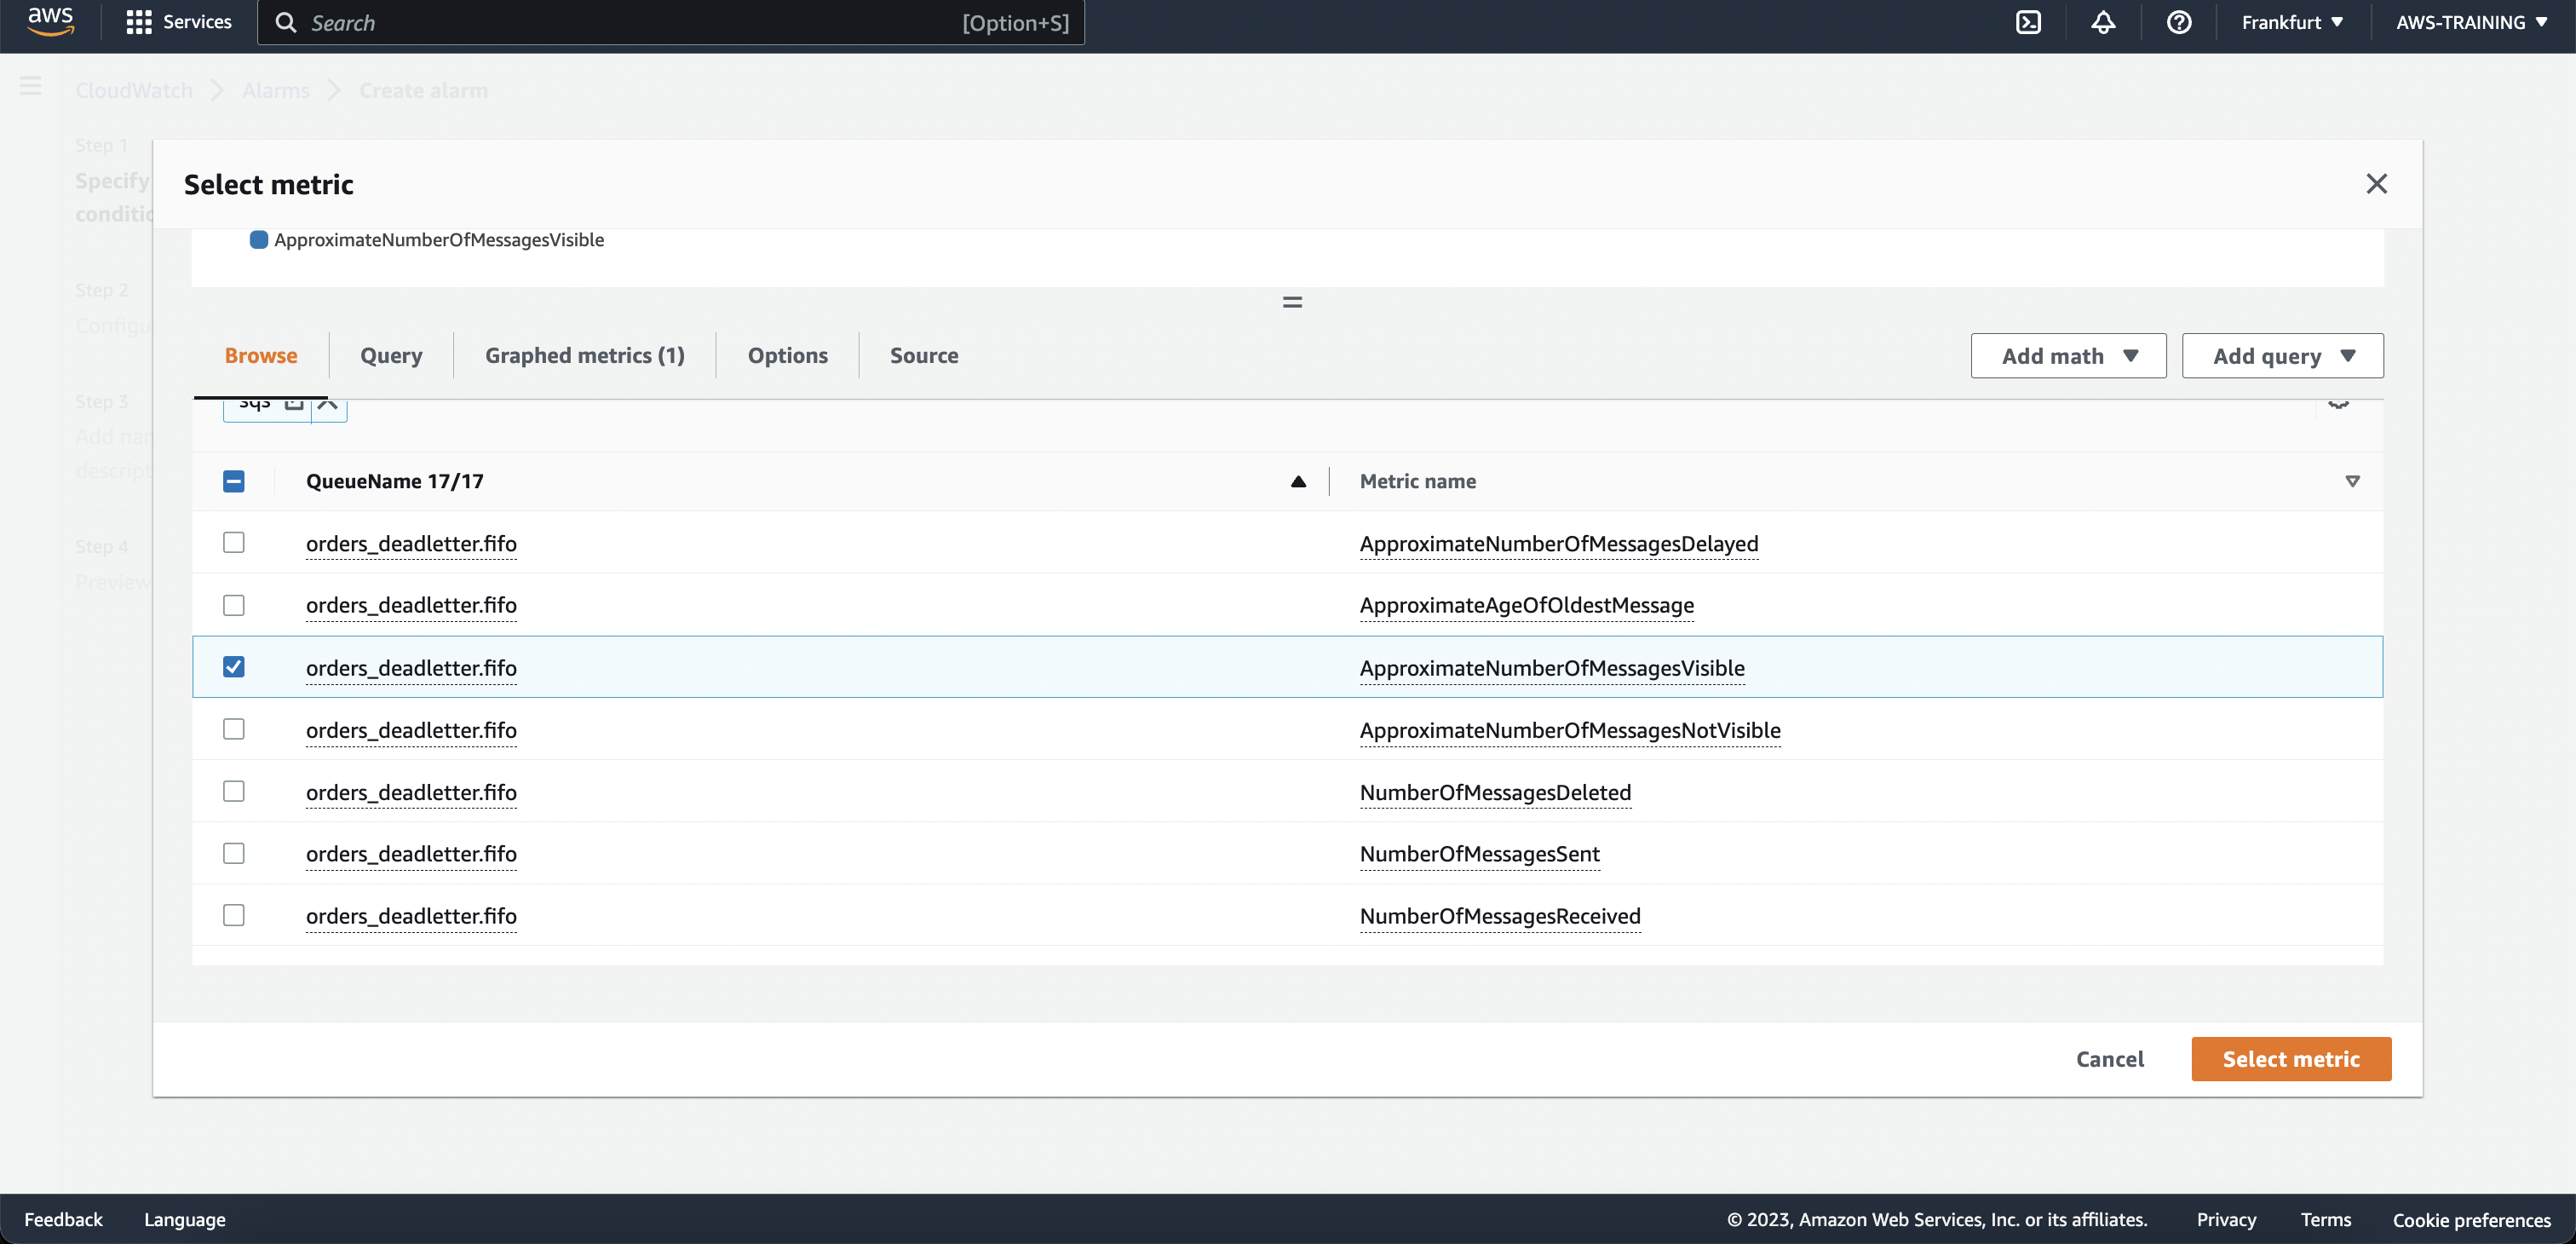 aws
Services
Search
[Option+S]
Frankfurt
AWS-TRAINING
CloudWatch
Alarms
Create alarm
Step 1
Specify
conditio
Step 2
Configu
Step 3
Add nar
descript
Step 4
Preview
Select metric
ApproximateNumberOfMessagesVisible
Browse
Query
Graphed metrics (1)
Options
Source
Add math
Add query
sqs
QueueName 17/17
Metric name
orders_deadletter.fifo ApproximateNumberOfMessagesDelayed
orders_deadletter.fifo ApproximateAgeOfOldestMessage
orders_deadletter.fifo ApproximateNumberOfMessagesVisible
orders_deadletter.fifo ApproximateNumberOfMessagesNotVisible
orders_deadletter.fifo NumberOfMessagesDeleted
orders_deadletter.fifo NumberOfMessagesSent
orders_deadletter.fifo NumberOfMessagesReceived
Cancel
Select metric
Feedback
Language
© 2023, Amazon Web Services, Inc. or its affiliates.
Privacy
Terms
Cookie preferences